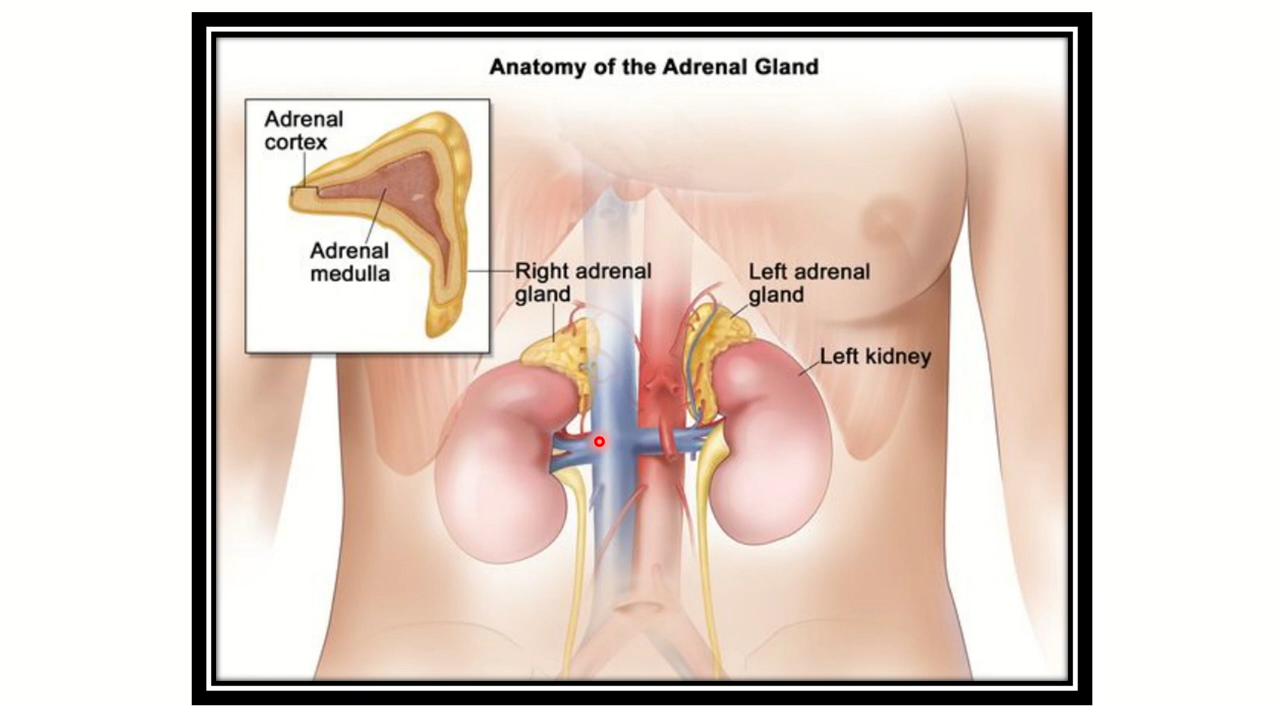 Anatomy of the Adrenal Gland
Adrenal
cortex
Adrenal
medulla
Right adrenal
gland
Left adrenal
gland
Left kidney